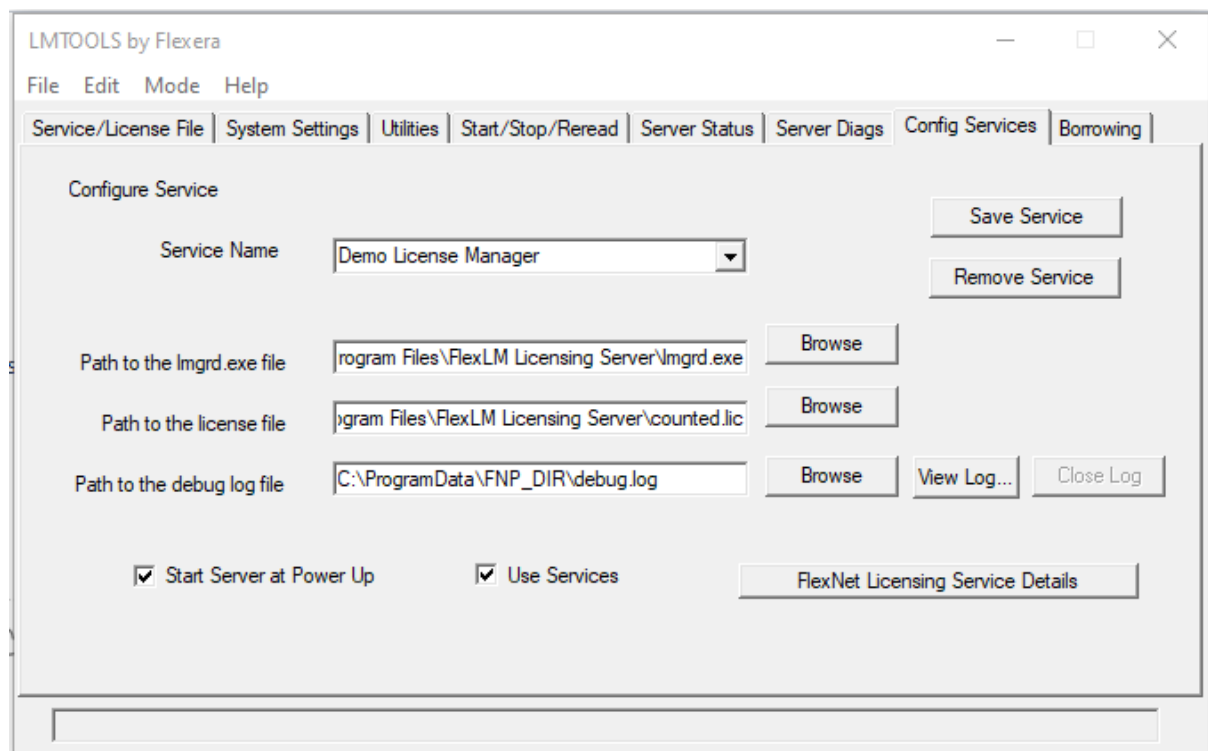 LMTOOLS by Flexera
File Edit Mode Help
Service/License File System Settings Utilities Start/Stop/Reread Server Status Server Diags Config Services Borrowing
Configure Service
Save Service
Service Name Demo License Manager
Remove Service
Path to the lmgrd.exe file rogram Files\FlexLM Licensing Server\lmgrd.exe Browse
Path to the license file ogram Files\FlexLM Licensing Server\counted.lic Browse
Path to the debug log file C:\ProgramData\FNP_DIR\debug.log Browse View Log... Close Log
Start Server at Power Up Use Services FlexNet Licensing Service Details